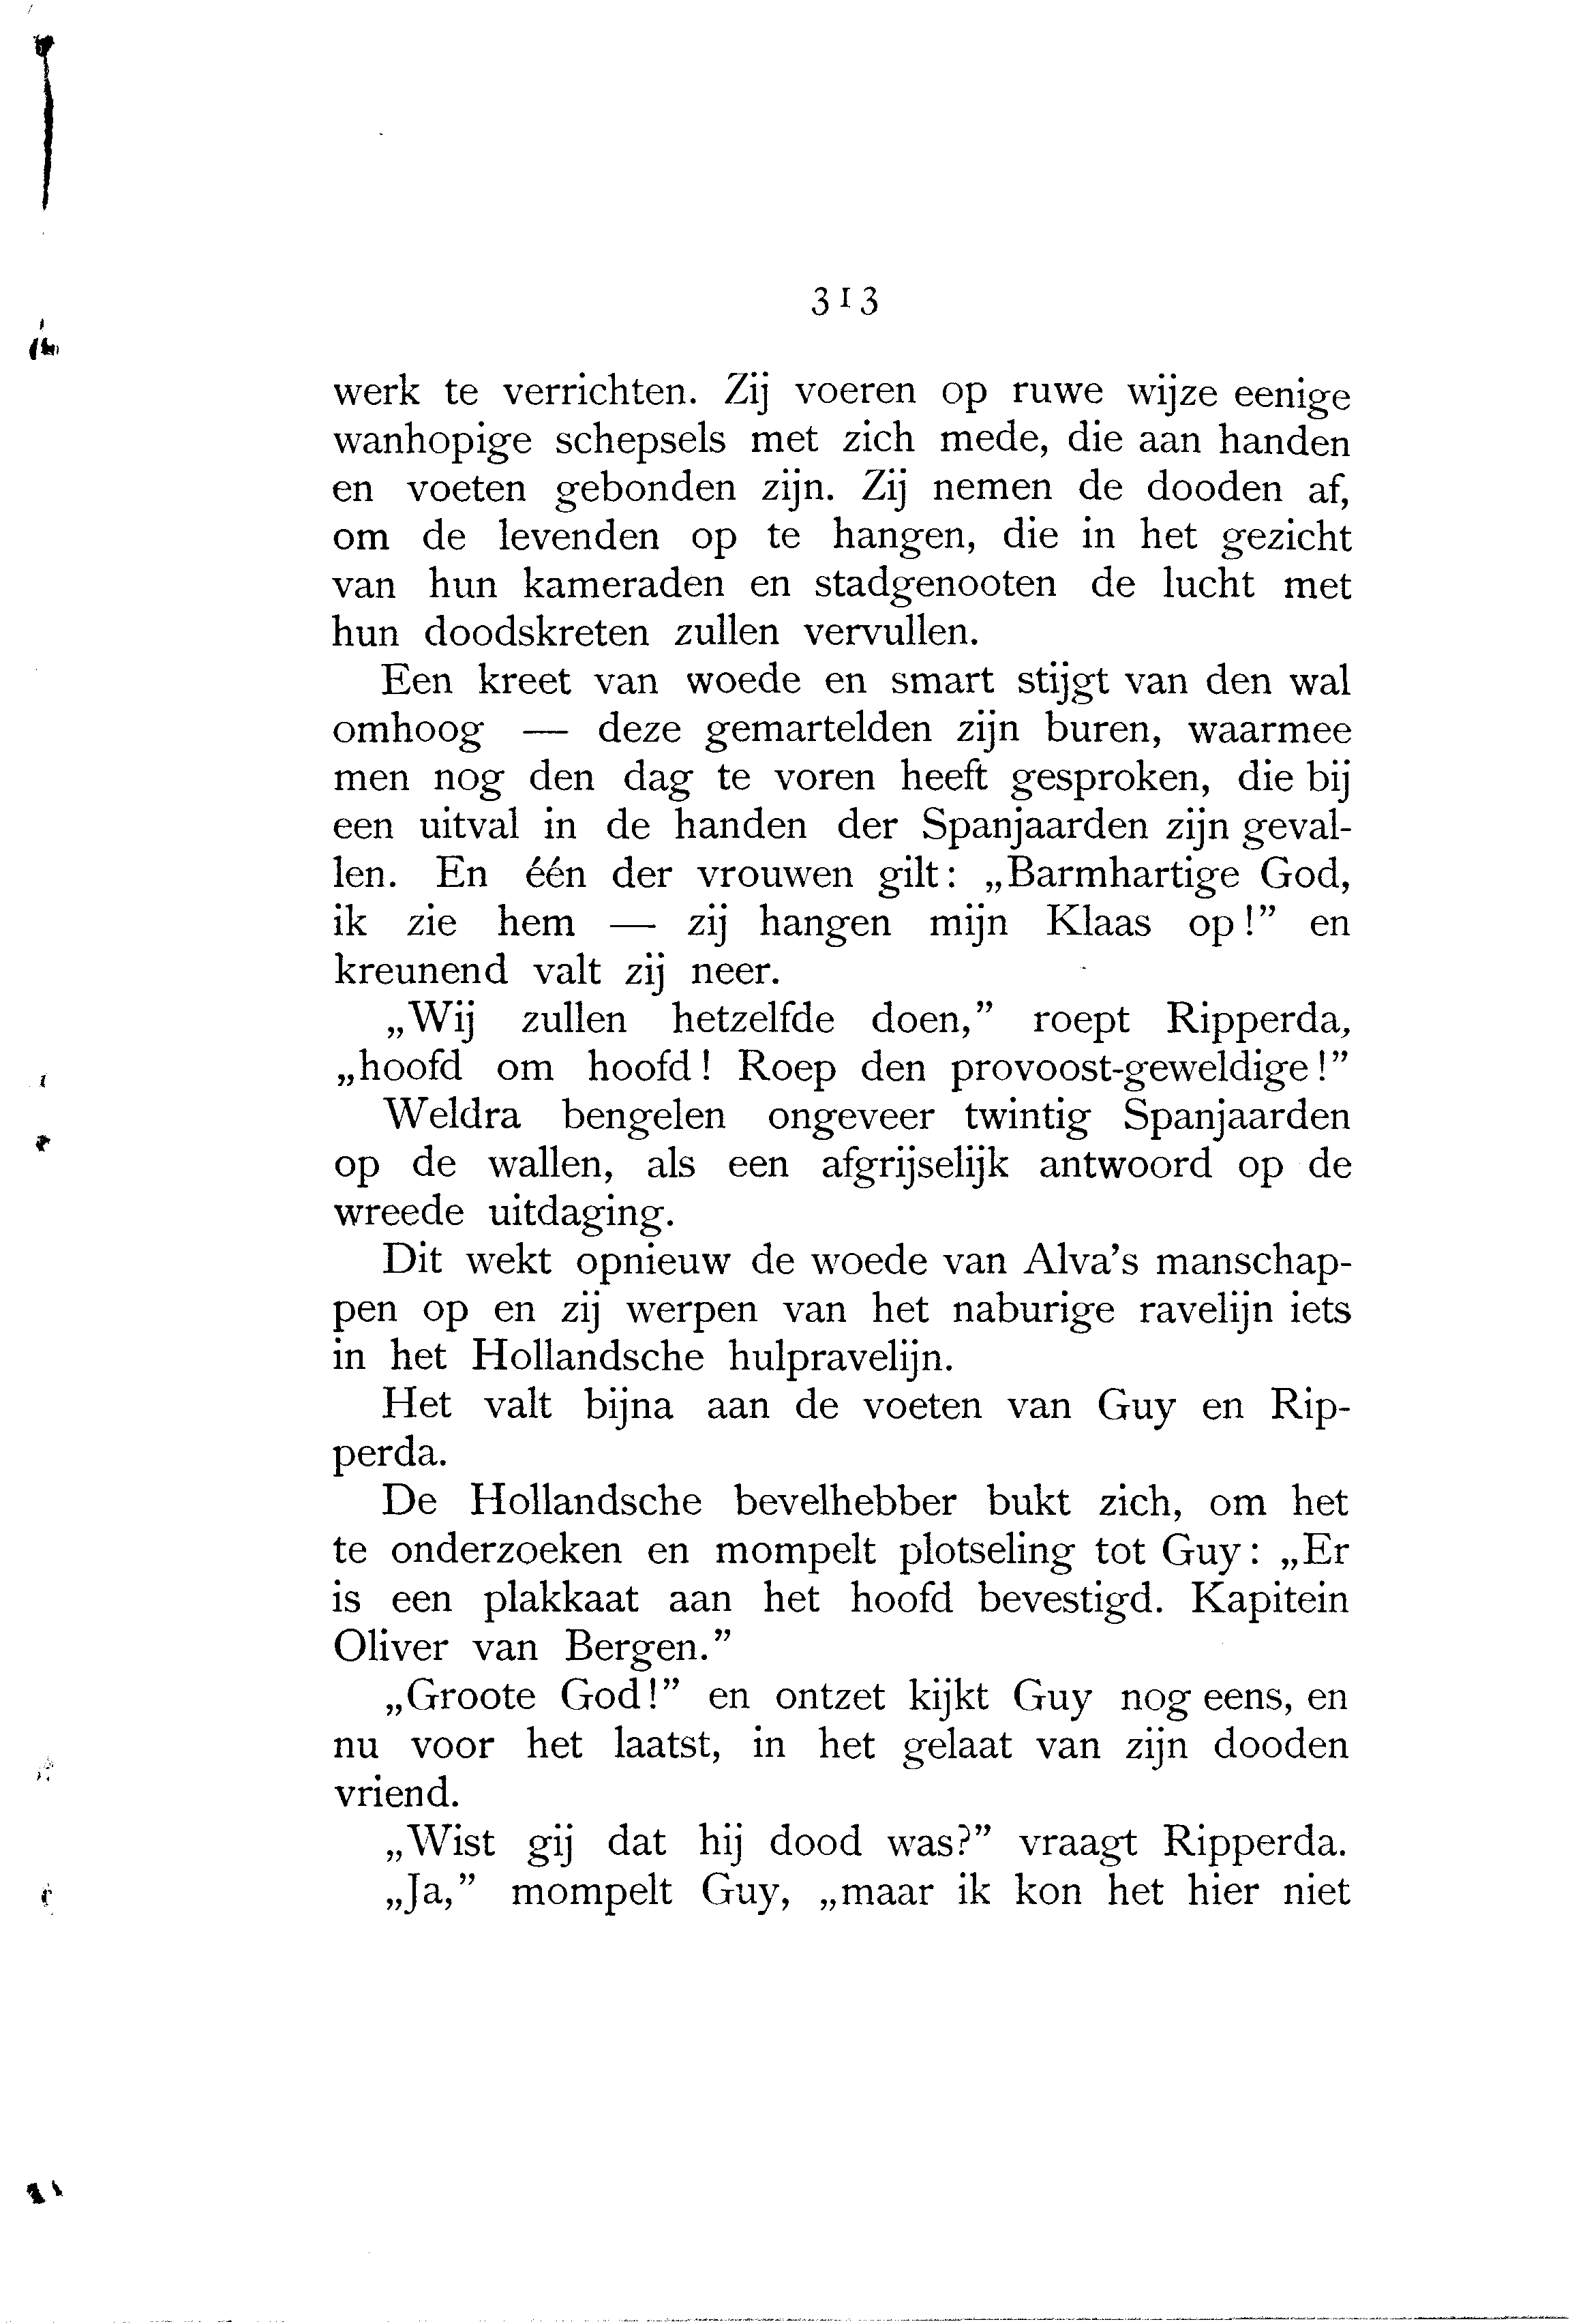 313
werk te verrichten. Zij voeren op ruwe wijze eenige
wanhopige schepsels met zich mede, die aan handen
en voeten gebonden zijn. Zij nemen de dooden af,
om de levenden op te hangen, die in het gezicht
van hun kameraden en stadgenooten de lucht met
hun doodskreten zullen vervullen.
Een kreet van woede en smart stijgt van den wal
omhoog — deze gemartelden zijn buren, waarmee
men nog den dag te voren heeft gesproken, die bij
een uitval in de handen der Spanjaarden zijn geval-
len. En één der vrouwen gilt: „Barmhartige God,
ik zie hem — zij hangen mijn Klaas op!” en
kreunend valt zij neer.
„Wij zullen hetzelfde doen,” roept Ripperda,
„hoofd om hoofd! Roep den provoost-geweldige!”
Weldra bengelen ongeveer twintig Spanjaarden
op de wallen, als een afgrijselijk antwoord op de
wreede uitdaging.
Dit wekt opnieuw de woede van Alva’s manschap-
pen op en zij werpen van het naburige ravelijn iets
in het Hollandsche hulpravelijn.
Het valt bijna aan de voeten van Guy en Rip-
perda.
De Hollandsche bevelhebber bukt zich, om het
te onderzoeken en mompelt plotseling tot Guy: „Er
is een plakkaat aan het hoofd bevestigd. Kapitein
Oliver van Bergen.”
„Groote God!” en ontzet kijkt Guy nog eens, en
nu voor het laatst, in het gelaat van zijn dooden
vriend.
„Wist gij dat hij dood was?” vraagt Ripperda.
„Ja,” mompelt Guy, „maar ik kon het hier niet